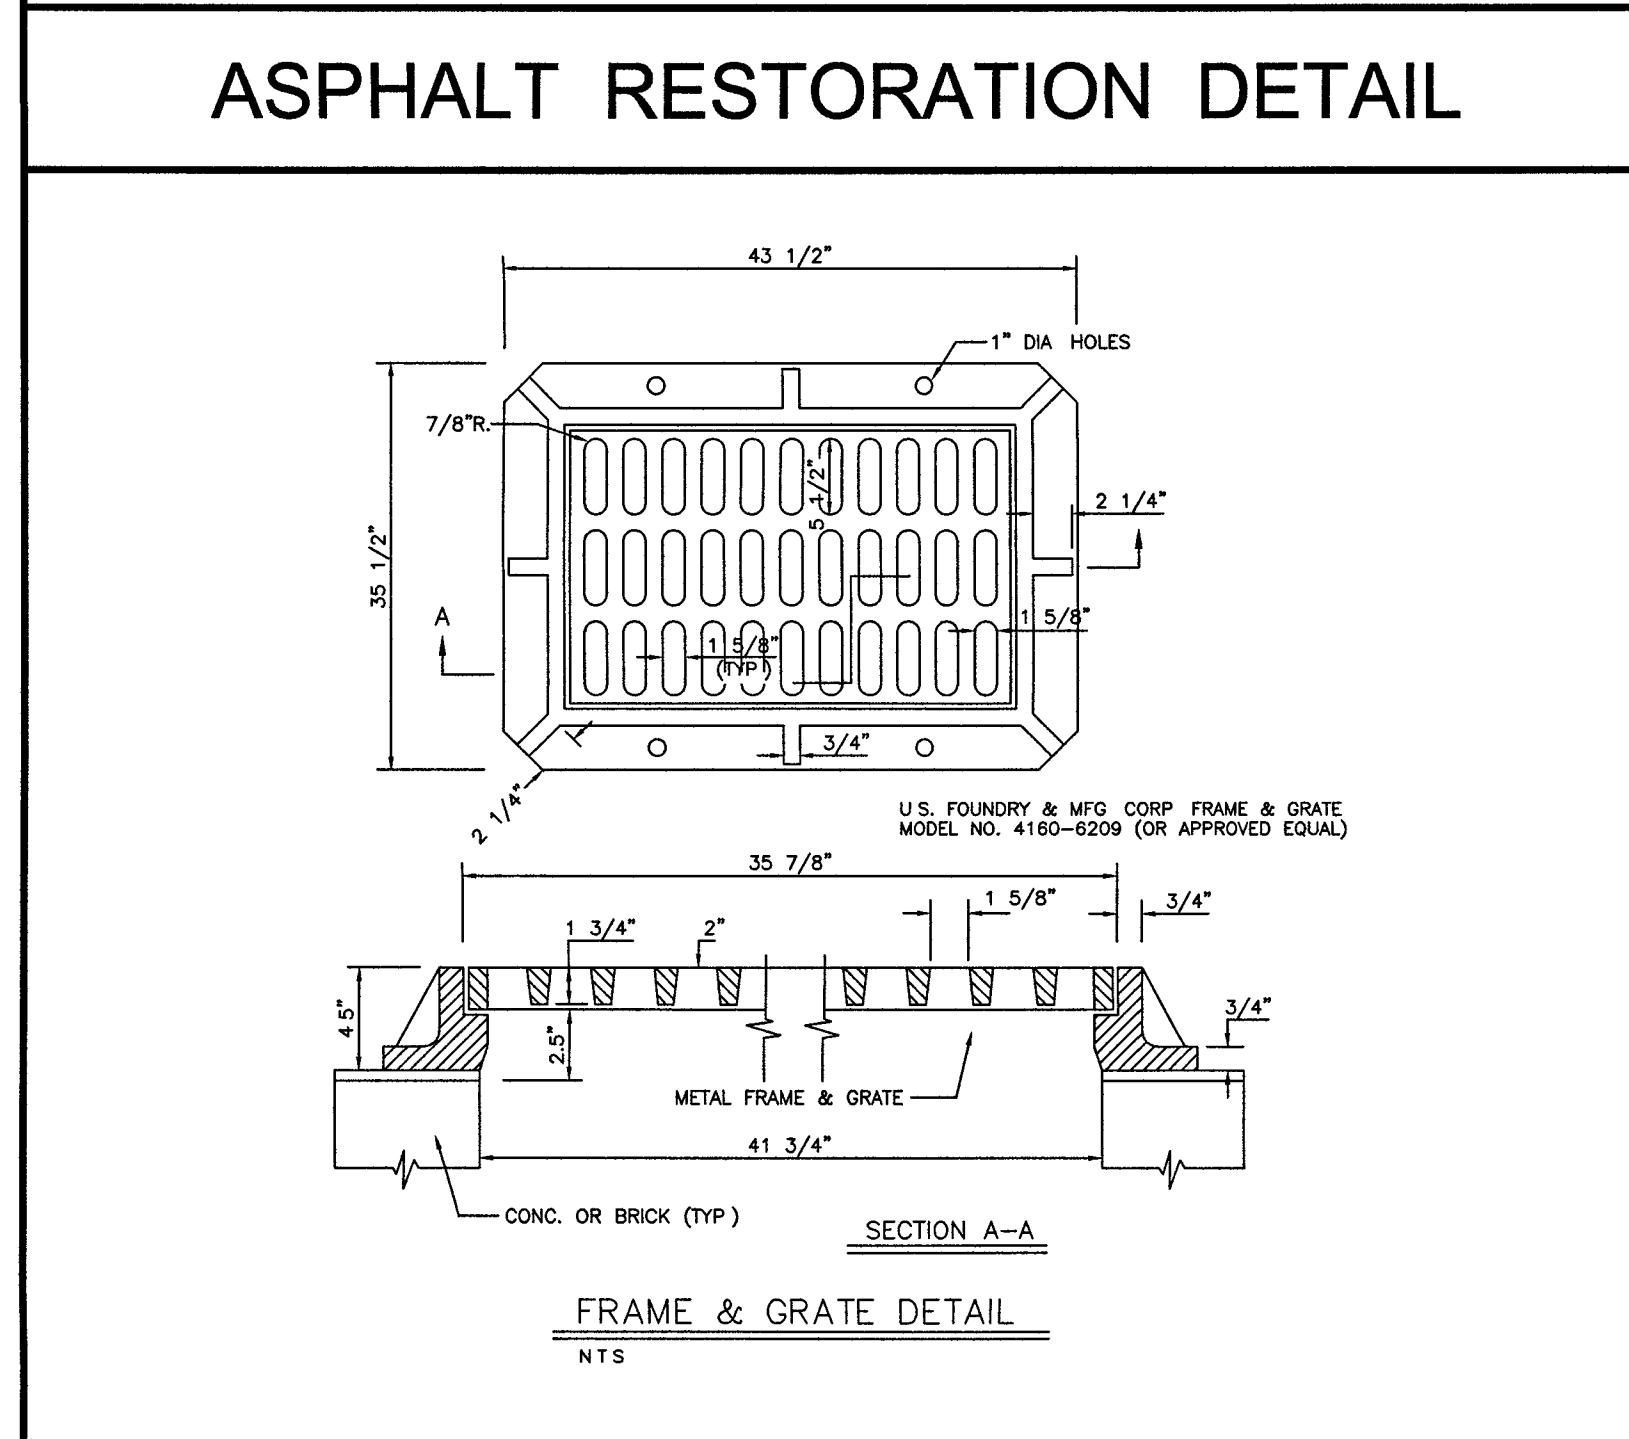 ASPHALT RESTORATION DETAIL
43 1/2"
1" DIA HOLES
7/8"R.
5 1/2"
2 1/4"
35 1/2"
A
1 5/8"
1 5/8"
(TYP)
3/4"
2 1/4"
U S. FOUNDRY & MFG CORP FRAME & GRATE
MODEL NO. 4160-6209 (OR APPROVED EQUAL)
35 7/8"
1 5/8"
3/4"
1 3/4"
2"
4 5"
2.5"
3/4"
METAL FRAME & GRATE
41 3/4"
CONC. OR BRICK (TYP)
SECTION A-A
FRAME & GRATE DETAIL
NTS